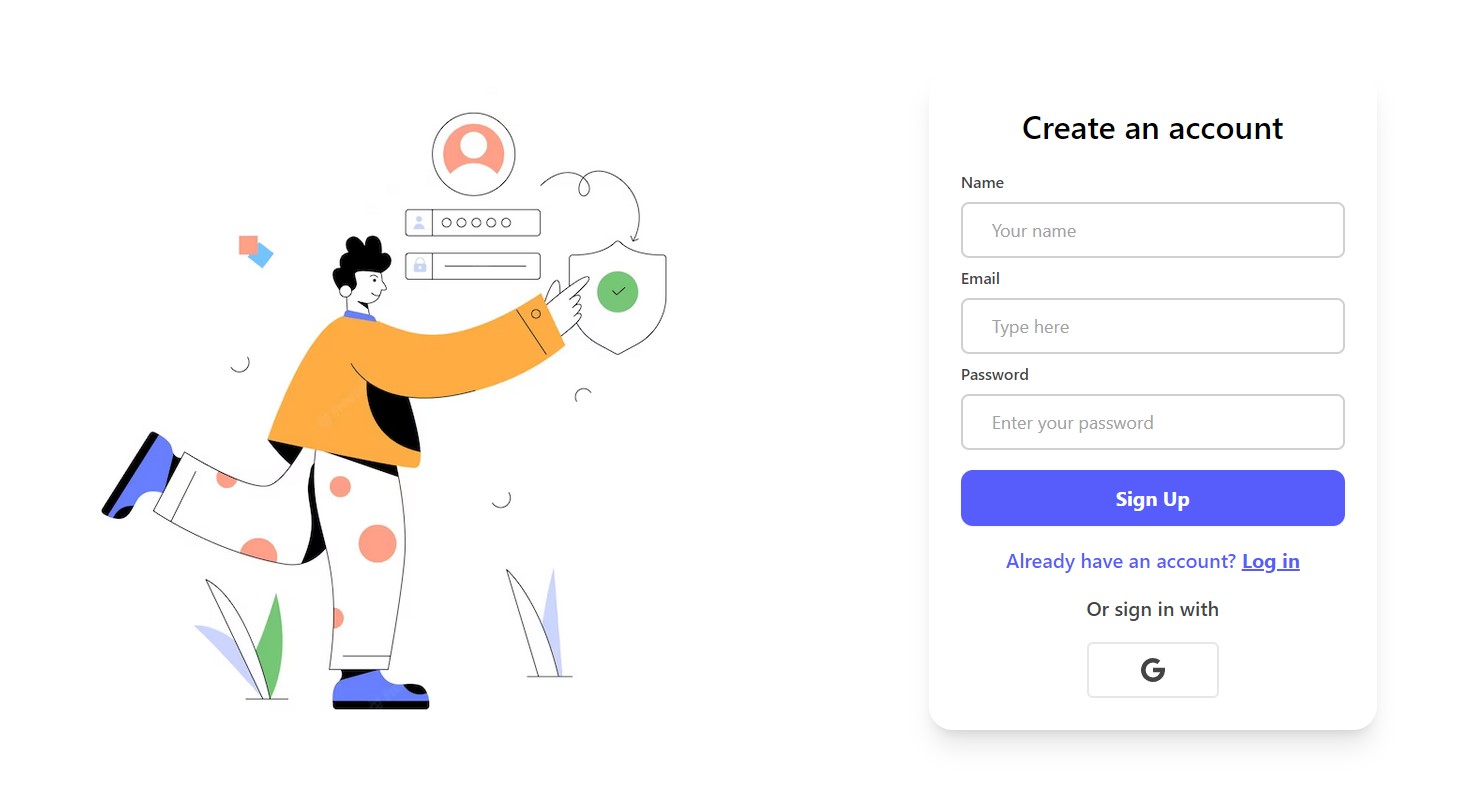 Create an account
Name
Your name
Email
Type here
Password
Enter your password
Sign Up
Already have an account? Log in
Or sign in with
G